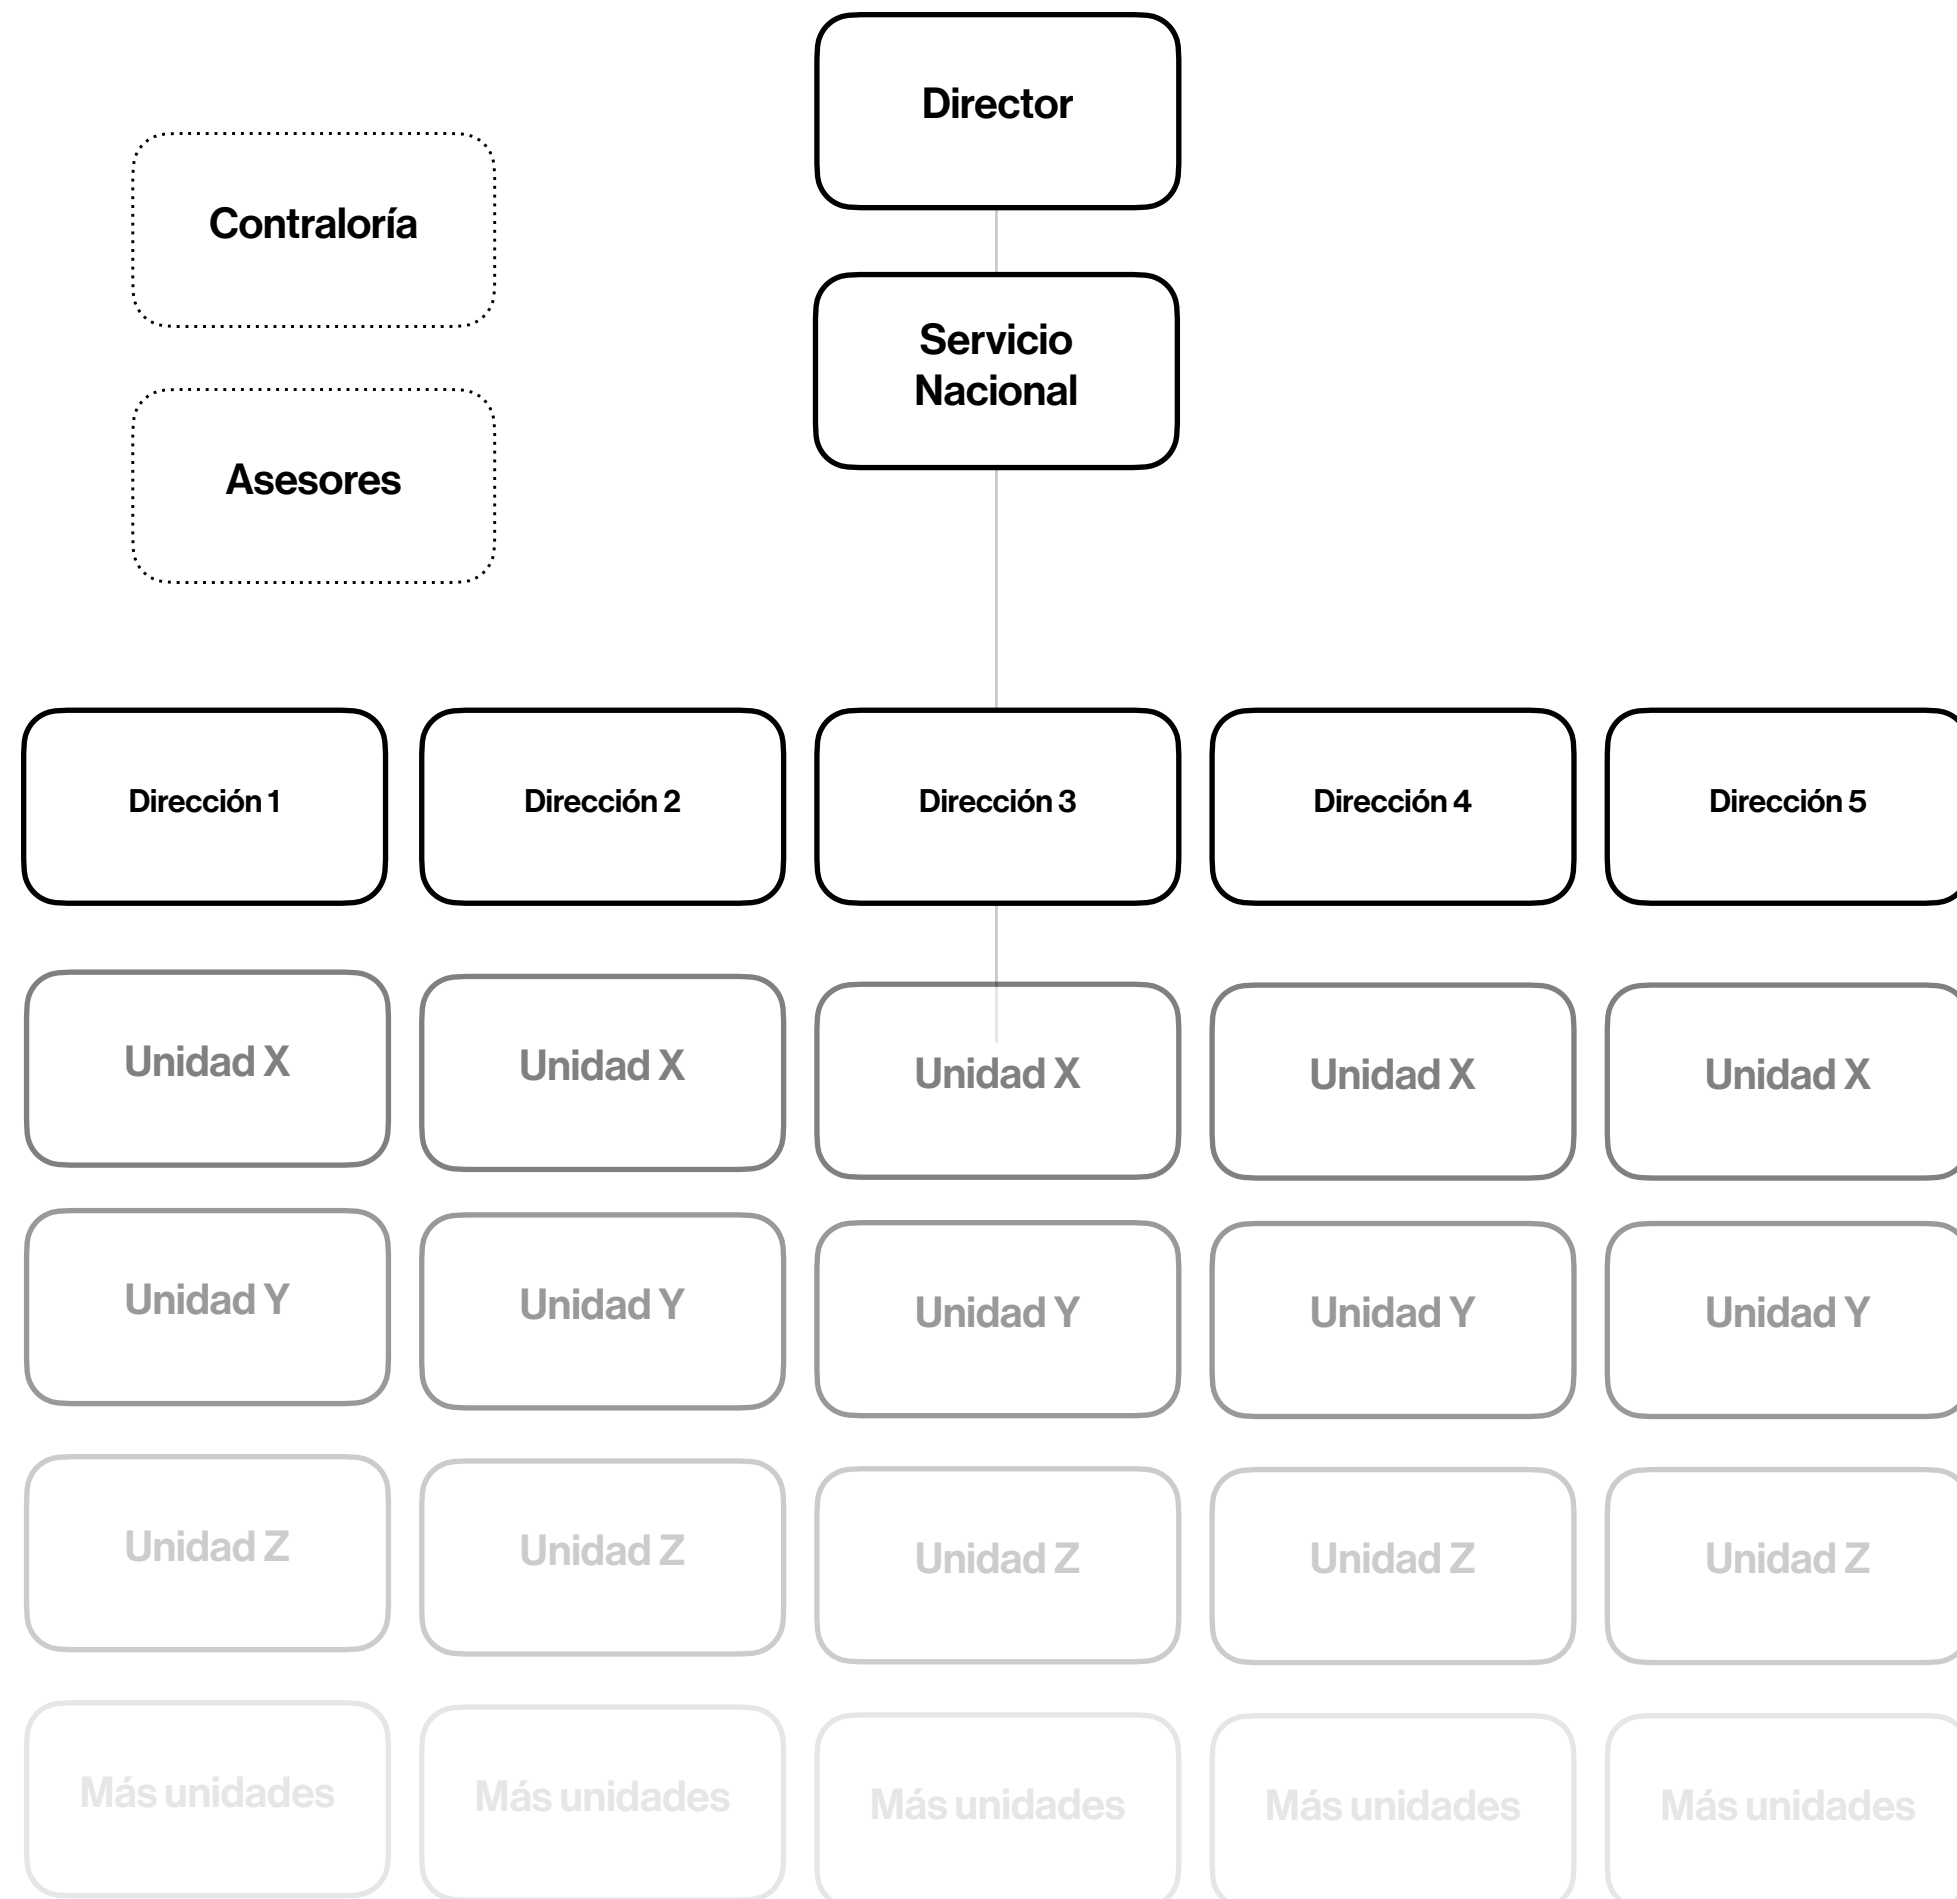 Director
Contraloría
Servicio
Nacional
Asesores
Dirección 1
Dirección 2
Dirección 3
Dirección 4
Dirección 5
Unidad X
Unidad X
Unidad X
Unidad X
Unidad X
Unidad Y
Unidad Y
Unidad Y
Unidad Y
Unidad Y
Unidad Z
Unidad Z
Unidad Z
Unidad Z
Unidad Z
Más unidades
Más unidades
Más unidades
Más unidades
Más unidades